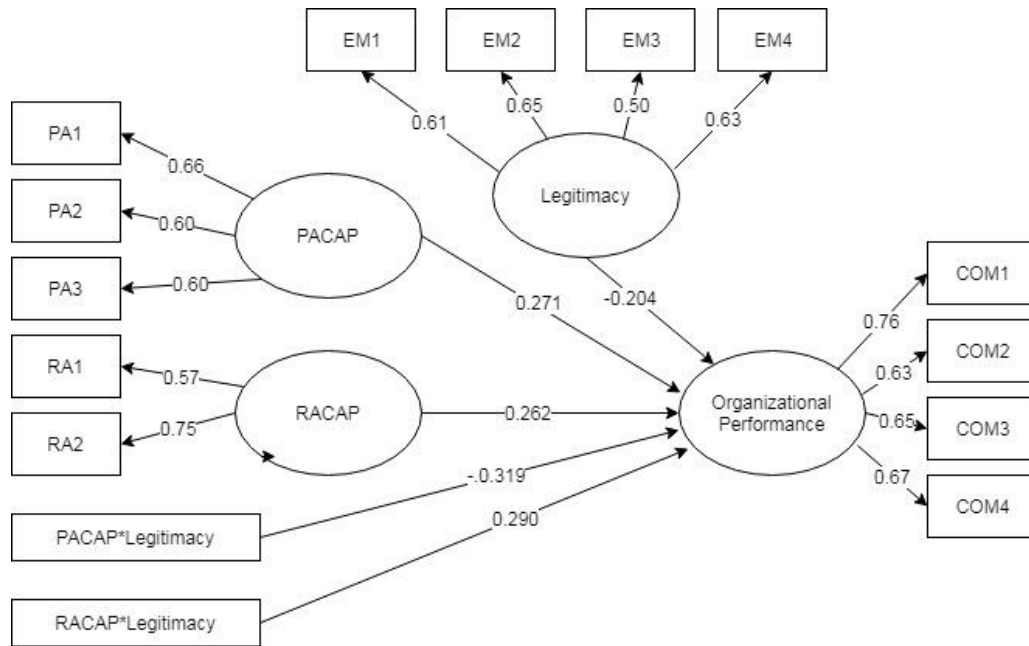 EM1
EM2
EM3
EM4
0.61
0.65
0.50
0.63
Legitimacy
PA1
PA2
PA3
0.66
0.60
0.60
PACAP
0.271
-0.204
RA1
RA2
0.57
0.75
RACAP
0.262
Organizational
Performance
COM1
COM2
COM3
COM4
0.76
0.63
0.65
0.67
PACAP*Legitimacy
-.0.319
RACAP*Legitimacy
0.290